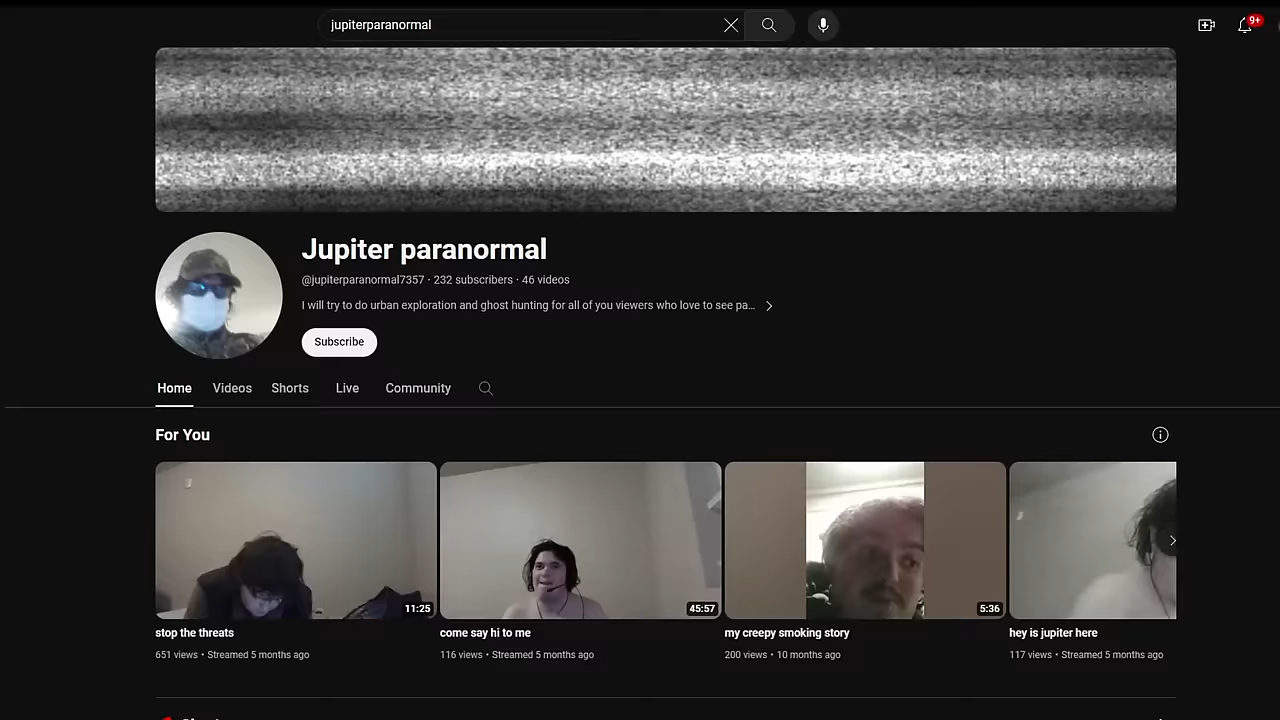 jupiterparanormal
9+
Jupiter paranormal
@jupiterparanormal7357 · 232 subscribers · 46 videos
I will try to do urban exploration and ghost hunting for all of you viewers who love to see pa...
Subscribe
Home Videos Shorts Live Community
For You
11:25
45:57
5:36
stop the threats
come say hi to me
my creepy smoking story
hey is jupiter here
651 views • Streamed 5 months ago
116 views • Streamed 5 months ago
200 views • 10 months ago
117 views • Streamed 5 months ago